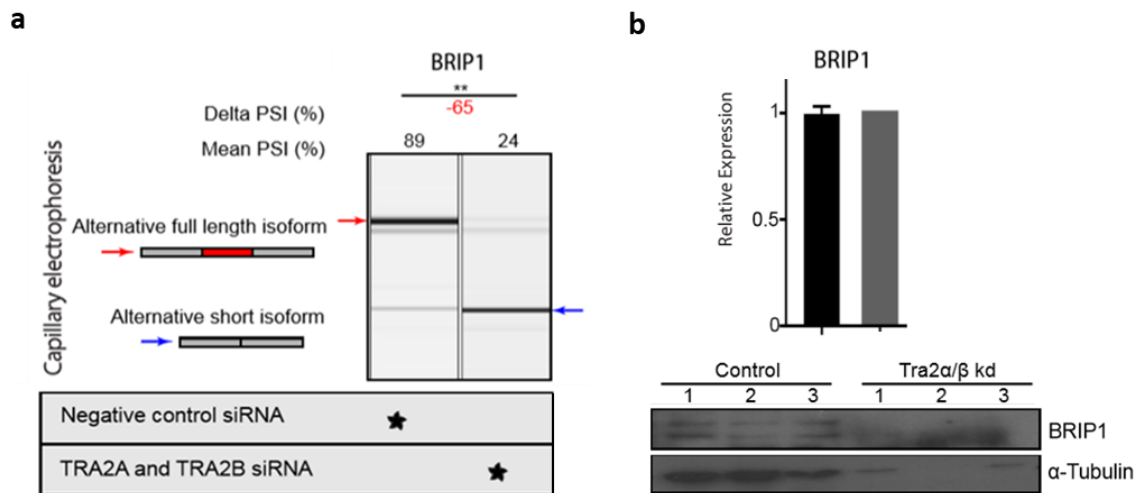 a
BRIP1
**
Delta PSI (%)
-65
Mean PSI (%)
89 24
Capillary electrophoresis
Alternative full length isoform
Alternative short isoform
Negative control siRNA
TRA2A and TRA2B siRNA
b
BRIP1
Relative Expression
1
0.5
0
Control Tra2α/β kd
1 2 3 1 2 3
BRIP1
α-Tubulin